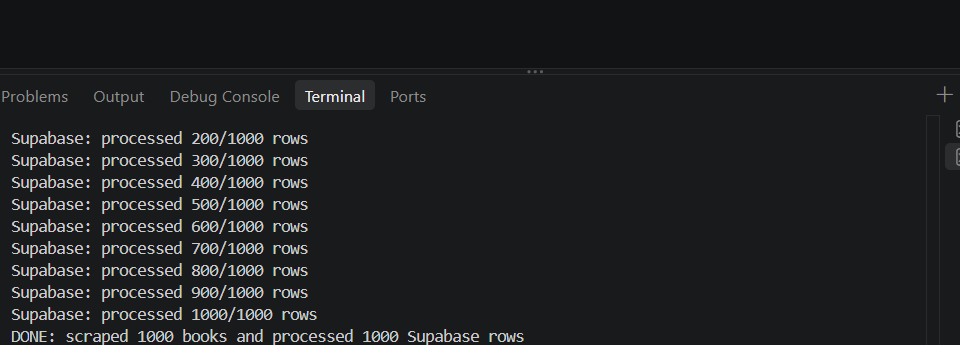 Problems Output Debug Console Terminal Ports
Supabase: processed 200/1000 rows
Supabase: processed 300/1000 rows
Supabase: processed 400/1000 rows
Supabase: processed 500/1000 rows
Supabase: processed 600/1000 rows
Supabase: processed 700/1000 rows
Supabase: processed 800/1000 rows
Supabase: processed 900/1000 rows
Supabase: processed 1000/1000 rows
DONE: scraped 1000 books and processed 1000 Supabase rows